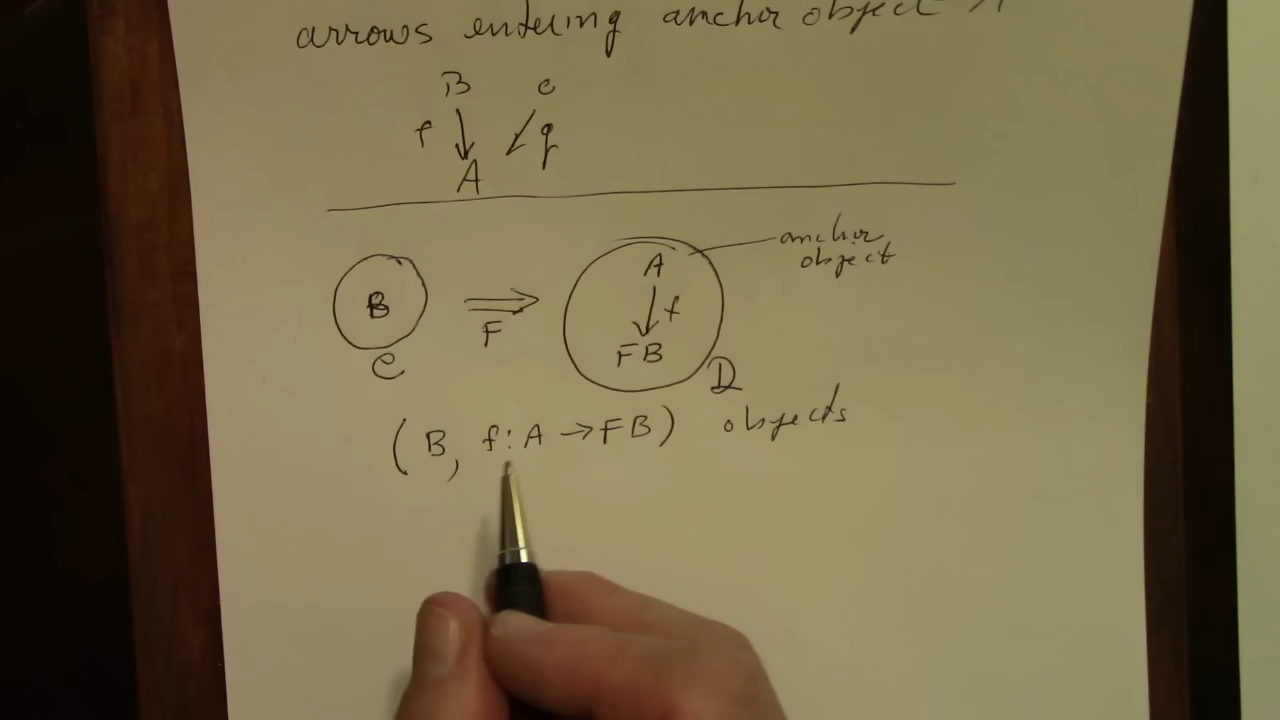 arrows entering anchor object A
B C
f g
A
anchor
object
A
B f
F FB
C D
(B, f: A → FB) objects